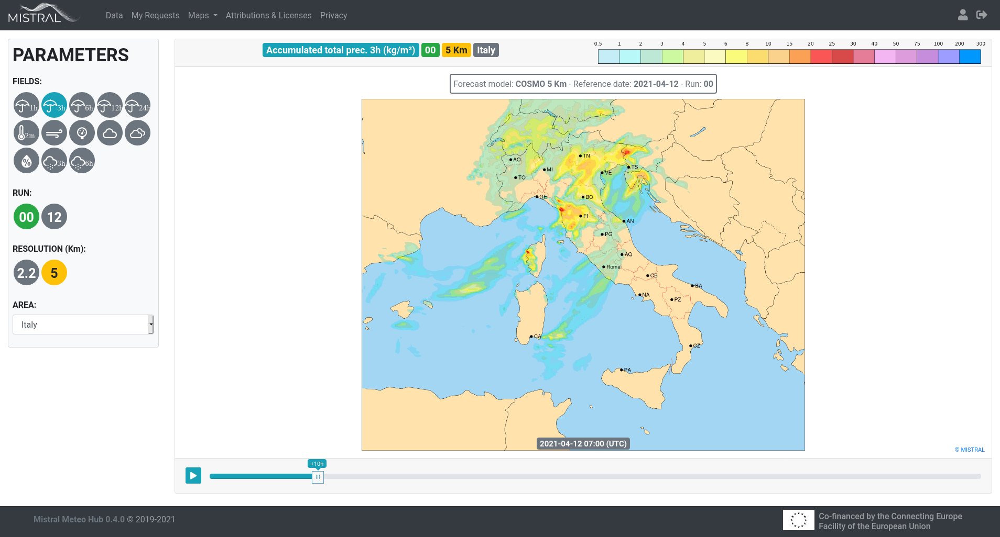 MISTRAL Data My Requests Maps Attributions & Licenses Privacy
PARAMETERS
FIELDS:
1h 3h 6h 12h 24h
2m
% 3h 6h
RUN:
00 12
RESOLUTION (Km):
2.2 5
AREA:
Italy
Accumulated total prec. 3h (kg/m²) 00 5 Km Italy
0.5 1 2 3 4 5 6 8 10 15 20 25 30 40 50 75 100 200 300
Forecast model: COSMO 5 Km - Reference date: 2021-04-12 - Run: 00
TN
AO
TS
MI
VE
TO
GE
BO
FI
AN
PG
AQ
Roma
CB
BA
NA
PZ
CA
CZ
PA
2021-04-12 07:00 (UTC)
© MISTRAL
+10h
Mistral Meteo Hub 0.4.0 © 2019-2021
Co-financed by the Connecting Europe
Facility of the European Union